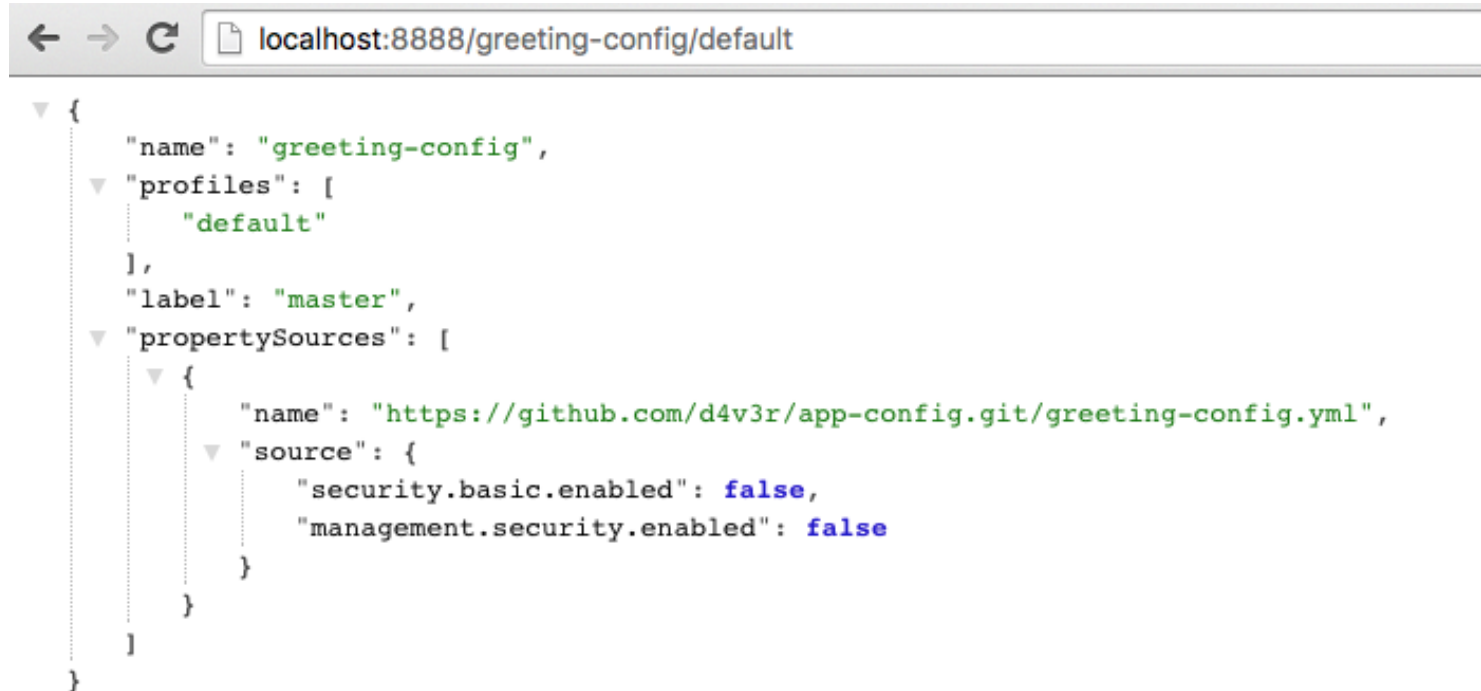 localhost:8888/greeting-config/default
{
"name": "greeting-config",
"profiles": [
"default"
],
"label": "master",
"propertySources": [
{
"name": "https://github.com/d4v3r/app-config.git/greeting-config.yml",
"source": {
"security.basic.enabled": false,
"management.security.enabled": false
}
}
]
}